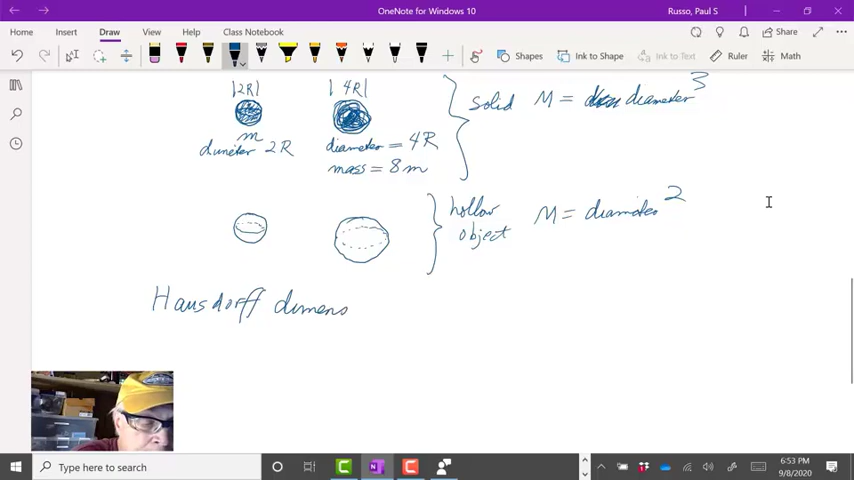 OneNote for Windows 10
Russo, Paul S
Home Insert Draw View Help Class Notebook
Share
Shapes Ink to Shape Ink to Text Ruler Math
|2R| |4R|
m
diameter 2R
diameter = 4R
mass = 8m
solid M = diameter 3
hollow
object
M = diameter 2
Hausdorff dimens
Type here to search
6:53 PM
9/8/2020